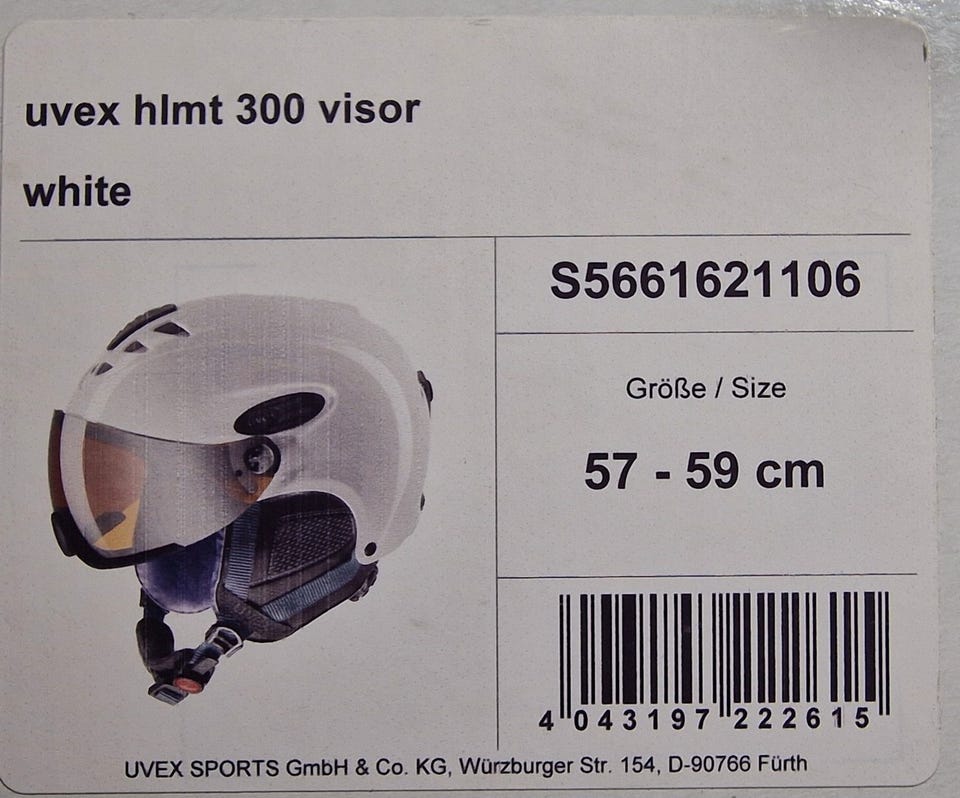 uvex hlmt 300 visor
white
S5661621106
Größe / Size
57 - 59 cm
4 043197 222615
UVEX SPORTS GmbH & Co. KG, Würzburger Str. 154, D-90766 Fürth